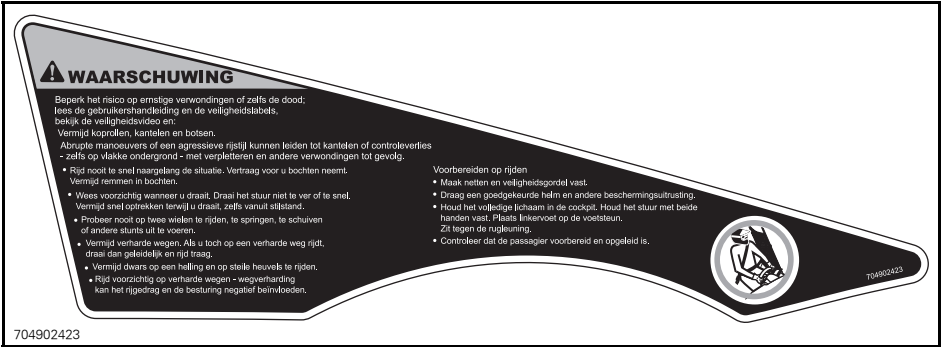 WAARSCHUWING
Beperk het risico op ernstige verwondingen of zelfs de dood;
lees de gebruikershandleiding en de veiligheidslabels,
bekijk de veiligheidsvideo en:
Vermijd koprollen, kantelen en botsen.
Abrupte manoeuvers of een agressieve rijstijl kunnen leiden tot kantelen of controleverlies
- zelfs op vlakke ondergrond - met verpletteren en andere verwondingen tot gevolg.
• Rijd nooit te snel naargelang de situatie. Vertraag voor u bochten neemt.
Vermijd remmen in bochten.
• Wees voorzichtig wanneer u draait. Draai het stuur niet te ver of te snel.
Vermijd snel optrekken terwijl u draait, zelfs vanuit stilstand.
• Probeer nooit op twee wielen te rijden, te springen, te schuiven
of andere stunts uit te voeren.
• Vermijd verharde wegen. Als u toch op een verharde weg rijdt,
draai dan geleidelijk en rijd traag.
• Vermijd dwars op een helling en op steile heuvels te rijden.
• Rijd voorzichtig op verharde wegen - wegverharding
kan het rijgedrag en de besturing negatief beïnvloeden.
Voorbereiden op rijden
• Maak netten en veiligheidsgordel vast.
• Draag een goedgekeurde helm en andere beschermingsuitrusting.
• Houd het volledige lichaam in de cockpit. Houd het stuur met beide
handen vast. Plaats linkervoet op de voetsteun.
Zit tegen de rugleuning.
• Controleer dat de passagier voorbereid en opgeleid is.
704902423
704902423